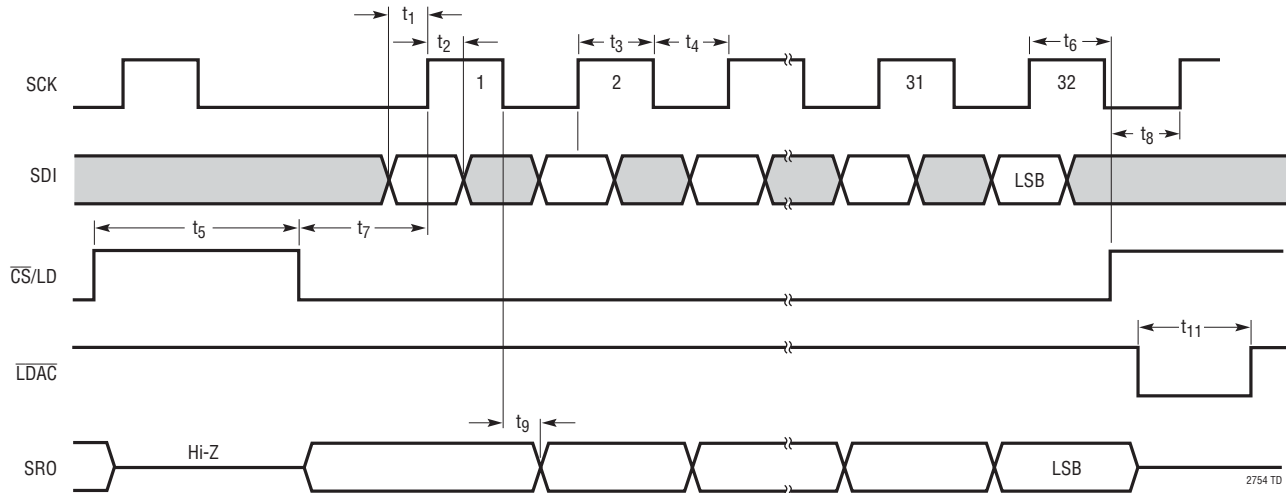 t1
t2
t3
t4
t6
SCK
1
2
31
32
t8
SDI
LSB
t5
t7
CS/LD
t11
LDAC
t9
SRO
Hi-Z
LSB
2754 TD